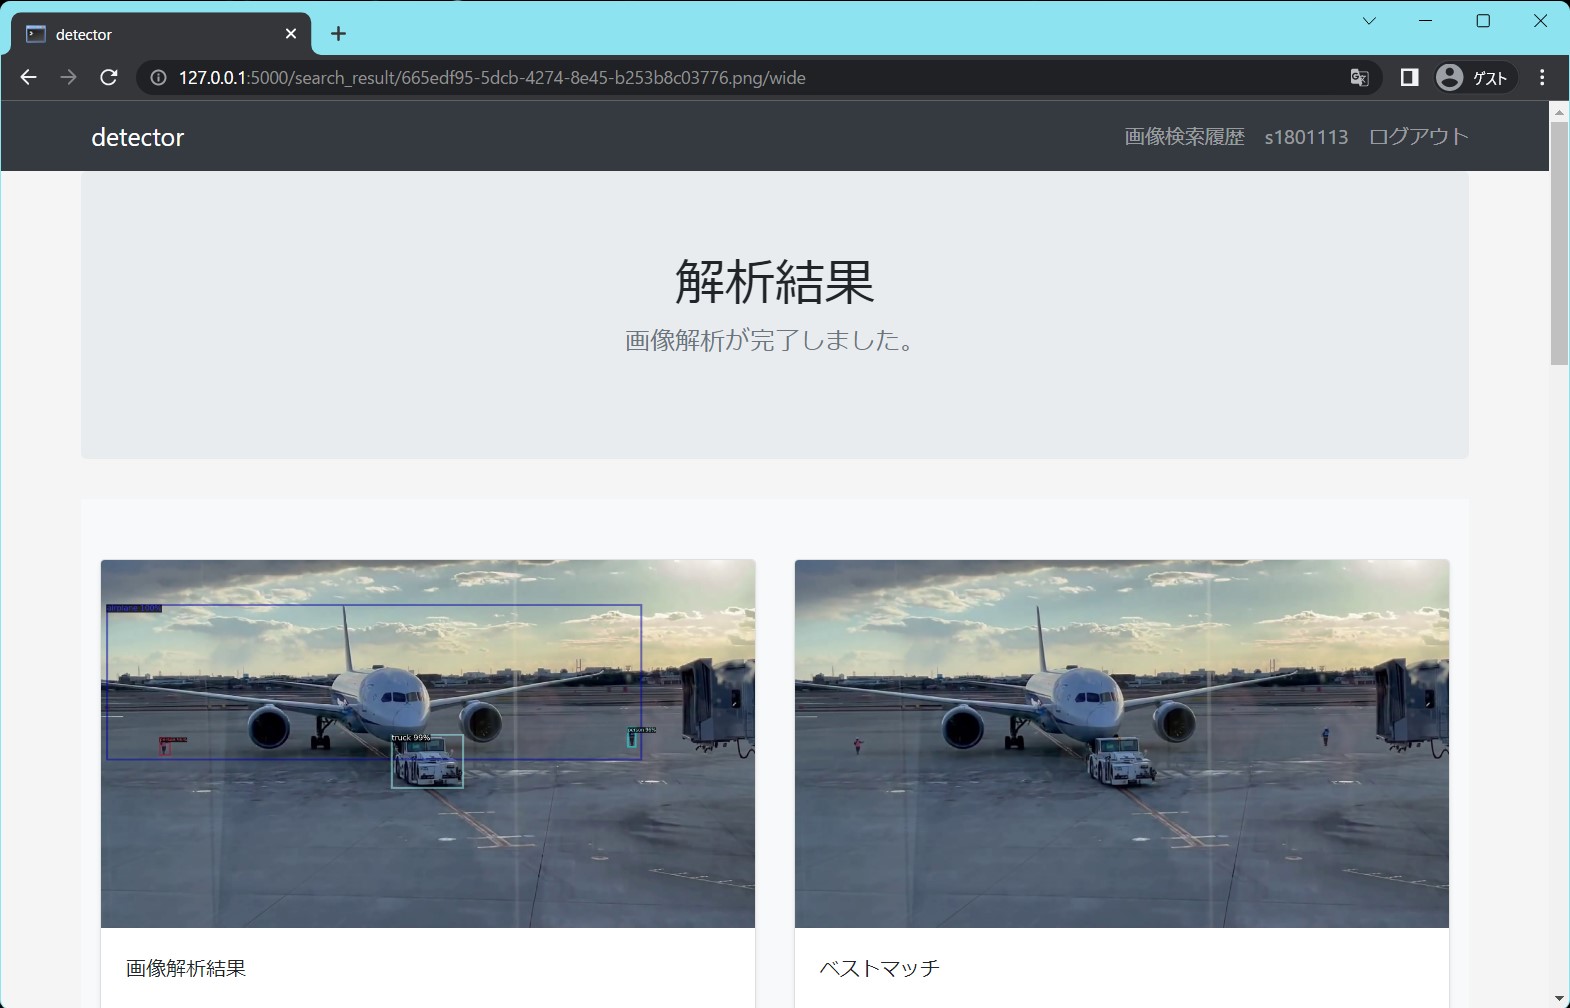 detector
127.0.0.1:5000/search_result/665edf95-5dcb-4274-8e45-b253b8c03776.png/wide
ゲスト
detector
画像検索履歴 s1801113 ログアウト
解析結果
画像解析が完了しました。
airplane 100%
truck 99%
画像解析結果
ベストマッチ